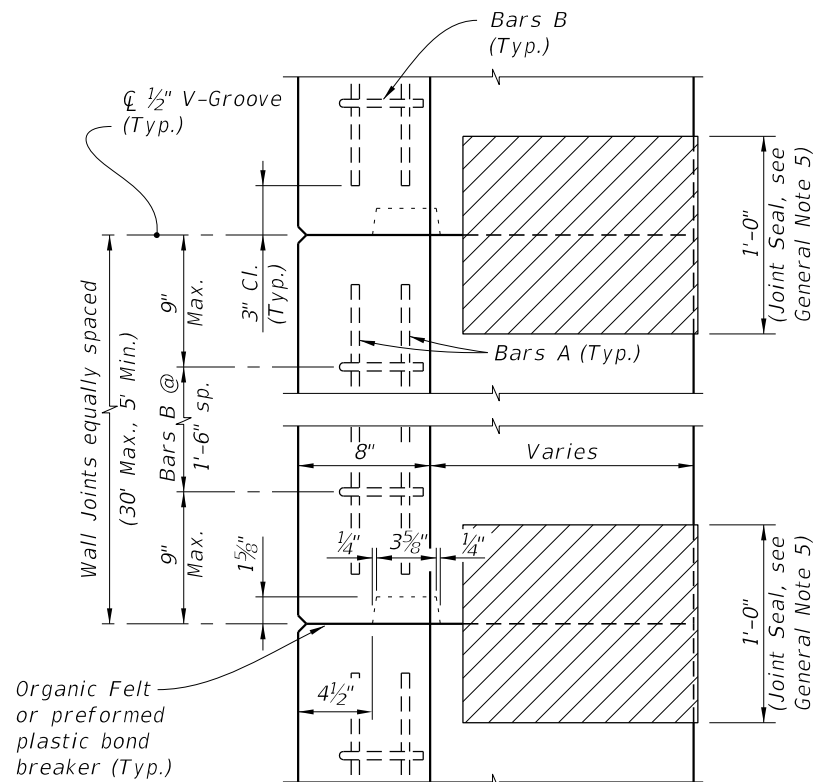 Bars B
(Typ.)
℄ ½" V-Groove
(Typ.)
3" Cl.
(Typ.)
1'-0"
(Joint Seal, see
General Note 5)
9"
Max.
Bars A (Typ.)
Wall Joints equally spaced
(30' Max., 5' Min.)
Bars B @
1'-6" sp.
8"
Varies
9"
Max.
1⅝"
¼"
3⅝"
¼"
1'-0"
(Joint Seal, see
General Note 5)
Organic Felt
or preformed
plastic bond
breaker (Typ.)
4½"